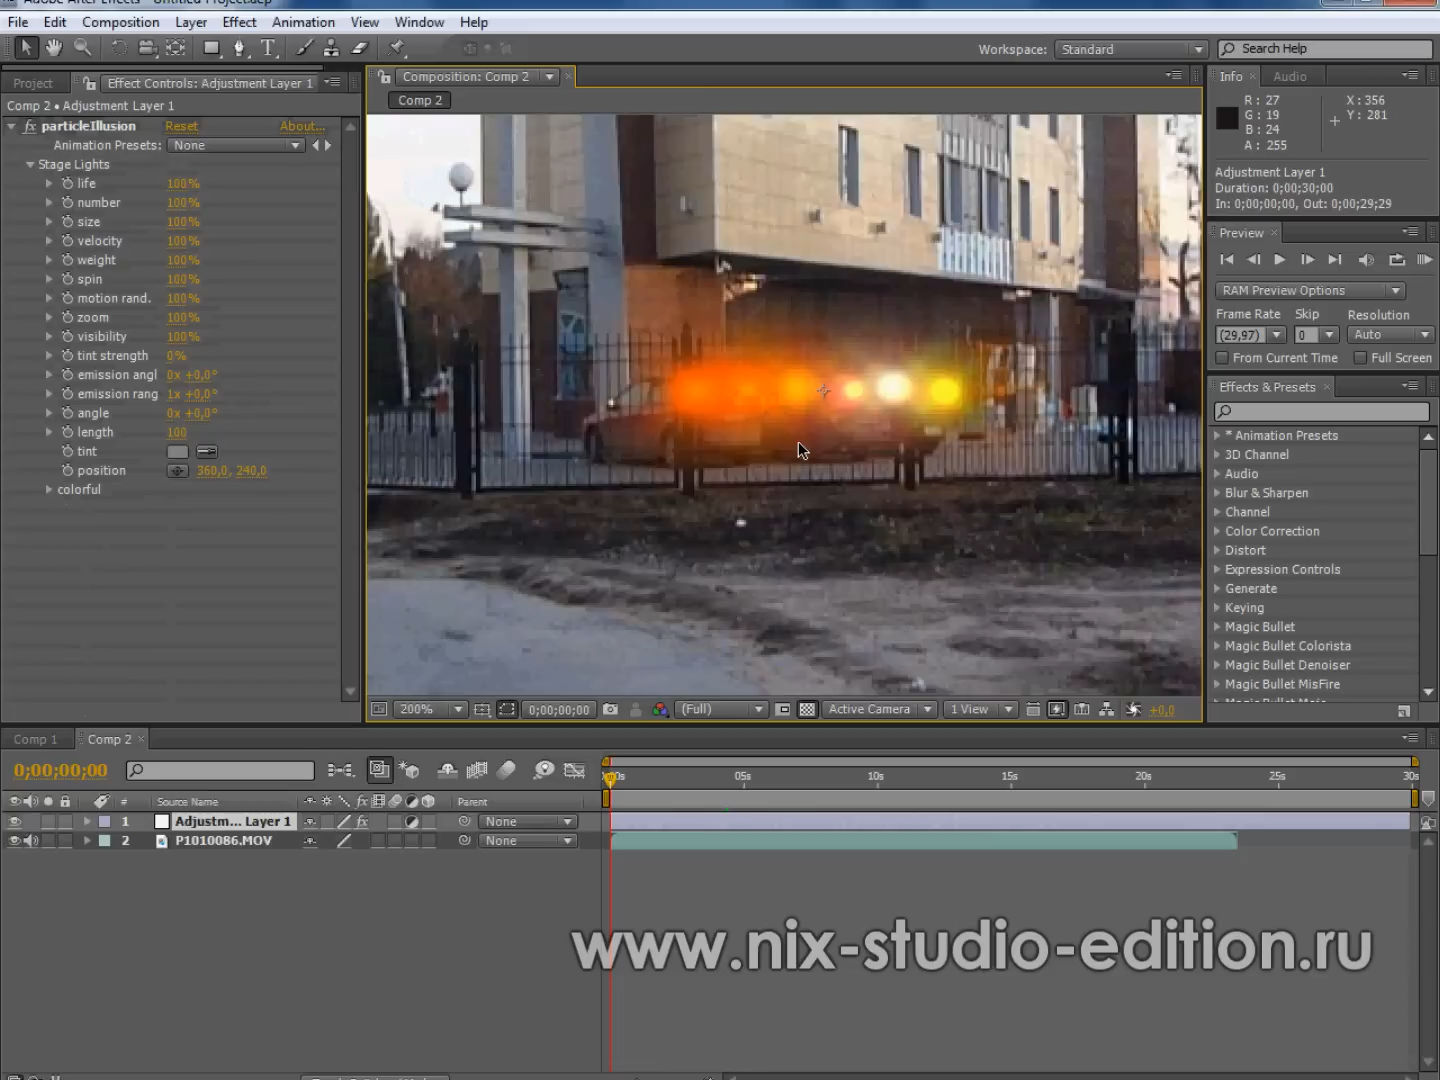 Adobe After Effects - Untitled Project.aep
File Edit Composition Layer Effect Animation View Window Help
Workspace: Standard Search Help
Project Effect Controls: Adjustment Layer 1
Comp 2 • Adjustment Layer 1
fx particleIllusion Reset About...
Animation Presets: None
Stage Lights
life 100%
number 100%
size 100%
velocity 100%
weight 100%
spin 100%
motion rand. 100%
zoom 100%
visibility 100%
tint strength 0%
emission angl 0x +0,0°
emission rang 1x +0,0°
angle 0x +0,0°
length 100
tint
position 360,0, 240,0
colorful
Composition: Comp 2
Comp 2
200% 0;00;00;00 (Full) Active Camera 1 View +0,0
Info Audio
R: 27 X: 356
G: 19 Y: 281
B: 24
A: 255
Adjustment Layer 1
Duration: 0;00;30;00
In: 0;00;00;00, Out: 0;00;29;29
Preview
RAM Preview Options
Frame Rate Skip Resolution
(29,97) 0 Auto
From Current Time Full Screen
Effects & Presets
* Animation Presets
3D Channel
Audio
Blur & Sharpen
Channel
Color Correction
Distort
Expression Controls
Generate
Keying
Magic Bullet
Magic Bullet Colorista
Magic Bullet Denoiser
Magic Bullet MisFire
Comp 1 Comp 2
0;00;00;00
05s 10s 15s 20s 25s 30s
# Source Name fx Parent
1 Adjustm... Layer 1 fx None
2 P1010086.MOV None
www.nix-studio-edition.ru